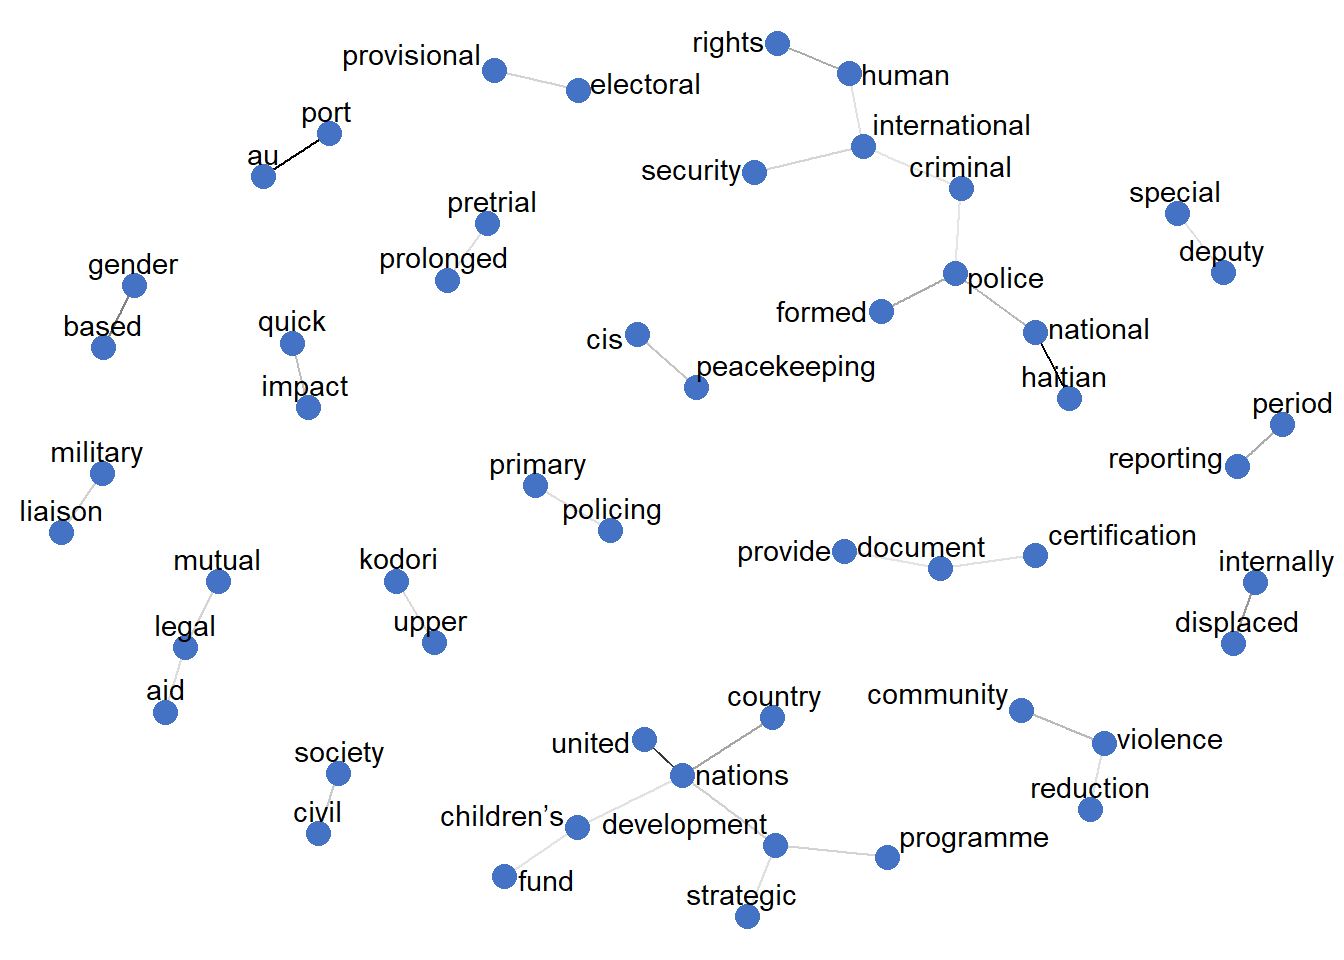 rights
provisional
human
electoral
port
international
au
criminal
security
special
pretrial
deputy
prolonged
gender
police
formed
based
quick
national
cis
peacekeeping
impact
haitian
period
military
reporting
primary
liaison
policing
certification
provide
document
internally
mutual
kodori
legal
upper
displaced
aid
country
community
united
violence
society
nations
reduction
civil
children’s
development
programme
fund
strategic